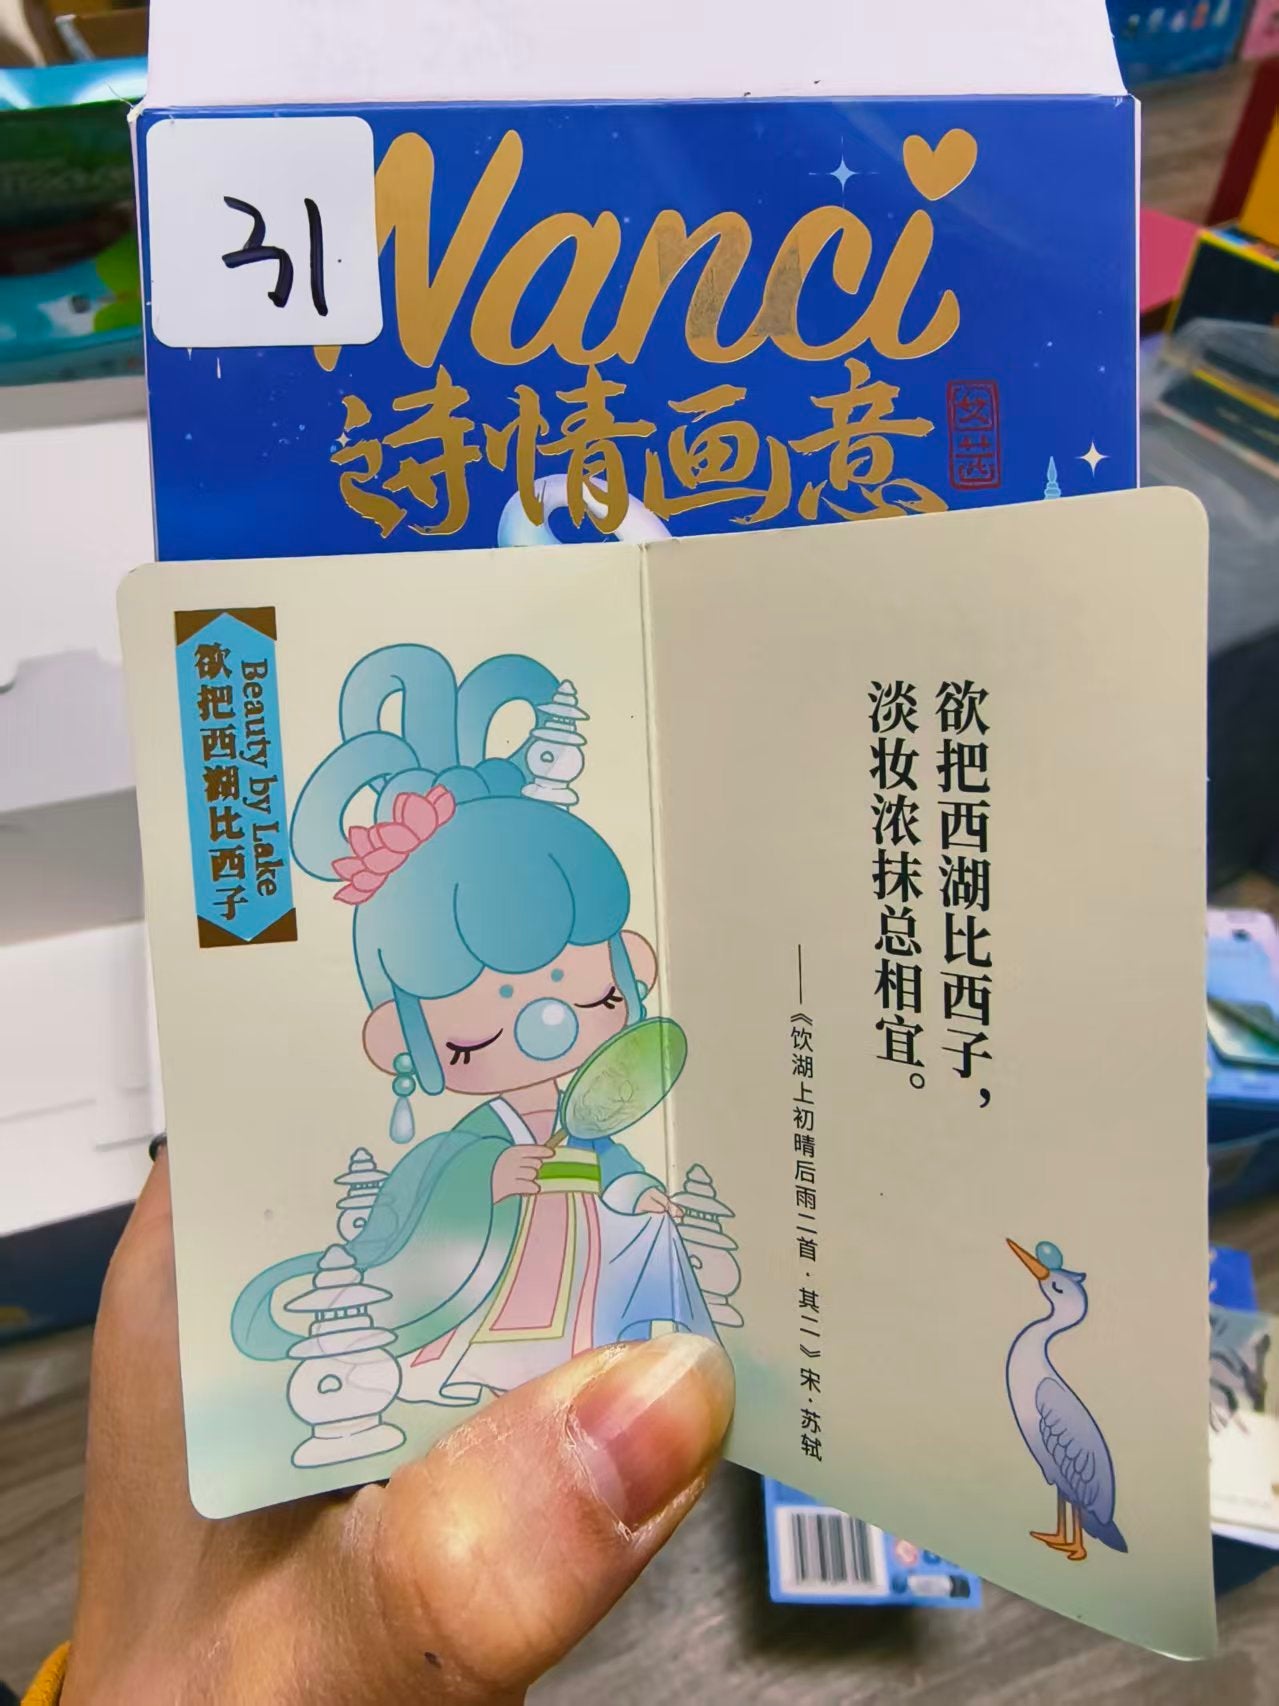 31
Nanci
诗情画意
Beauty by Lake
欲把西湖比西子
欲把西湖比西子，
淡妆浓抹总相宜。
——《饮湖上初晴后雨二首·其二》宋·苏轼